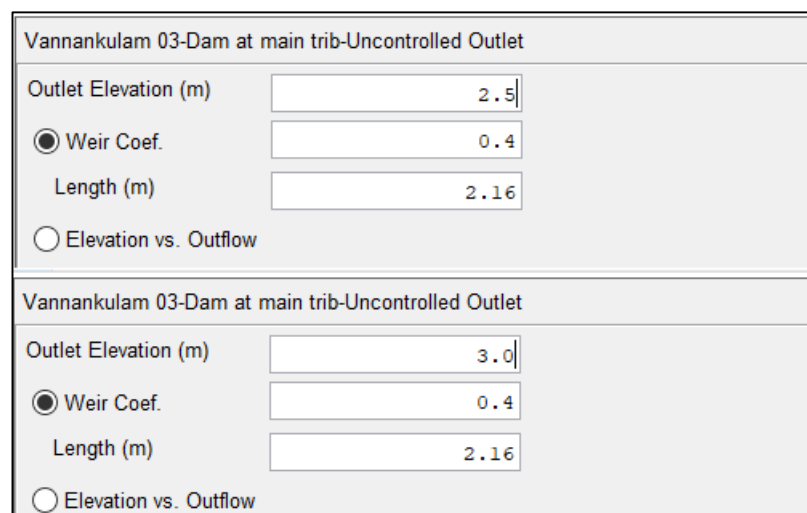 Vannankulam 03-Dam at main trib-Uncontrolled Outlet
Outlet Elevation (m) 2.5
Weir Coef. 0.4
Length (m) 2.16
Elevation vs. Outflow
Vannankulam 03-Dam at main trib-Uncontrolled Outlet
Outlet Elevation (m) 3.0
Weir Coef. 0.4
Length (m) 2.16
Elevation vs. Outflow